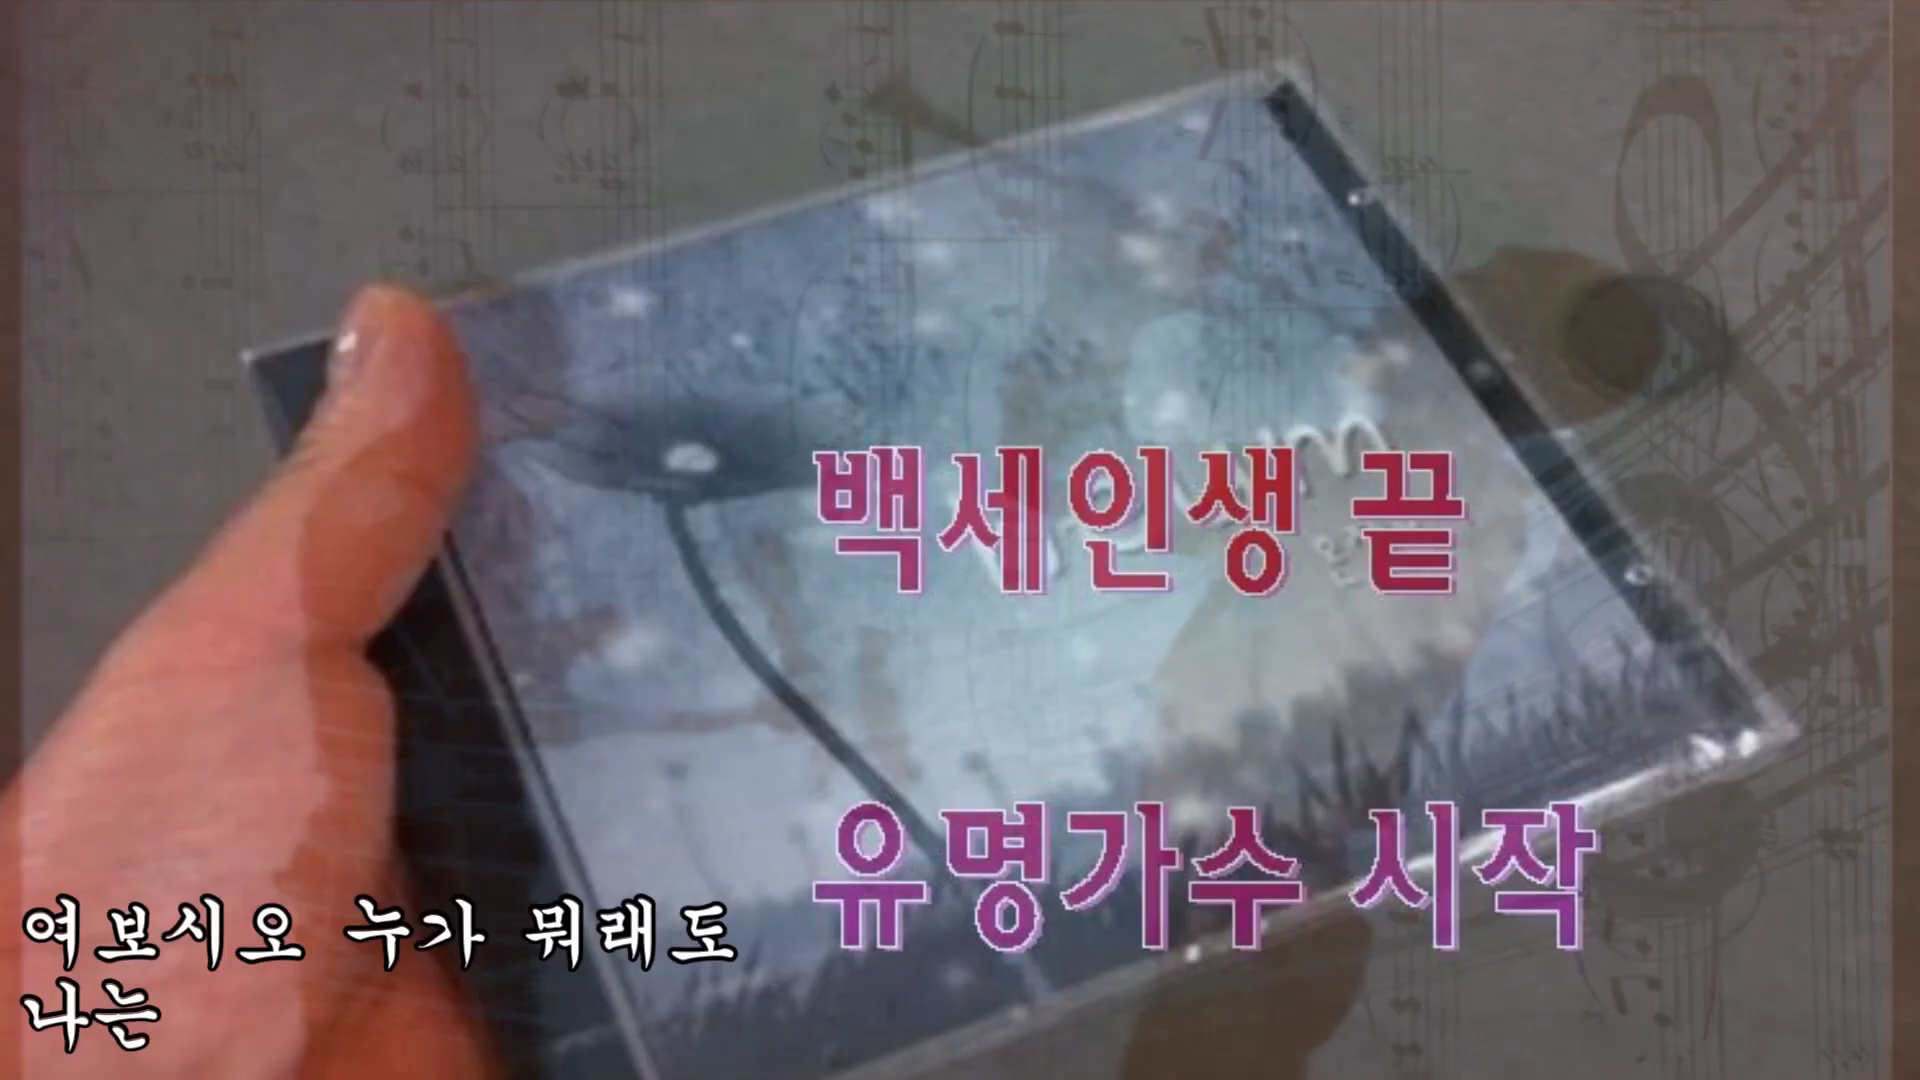 백세인생 끝
유명가수 시작
여보시오 누가 뭐래도
나는